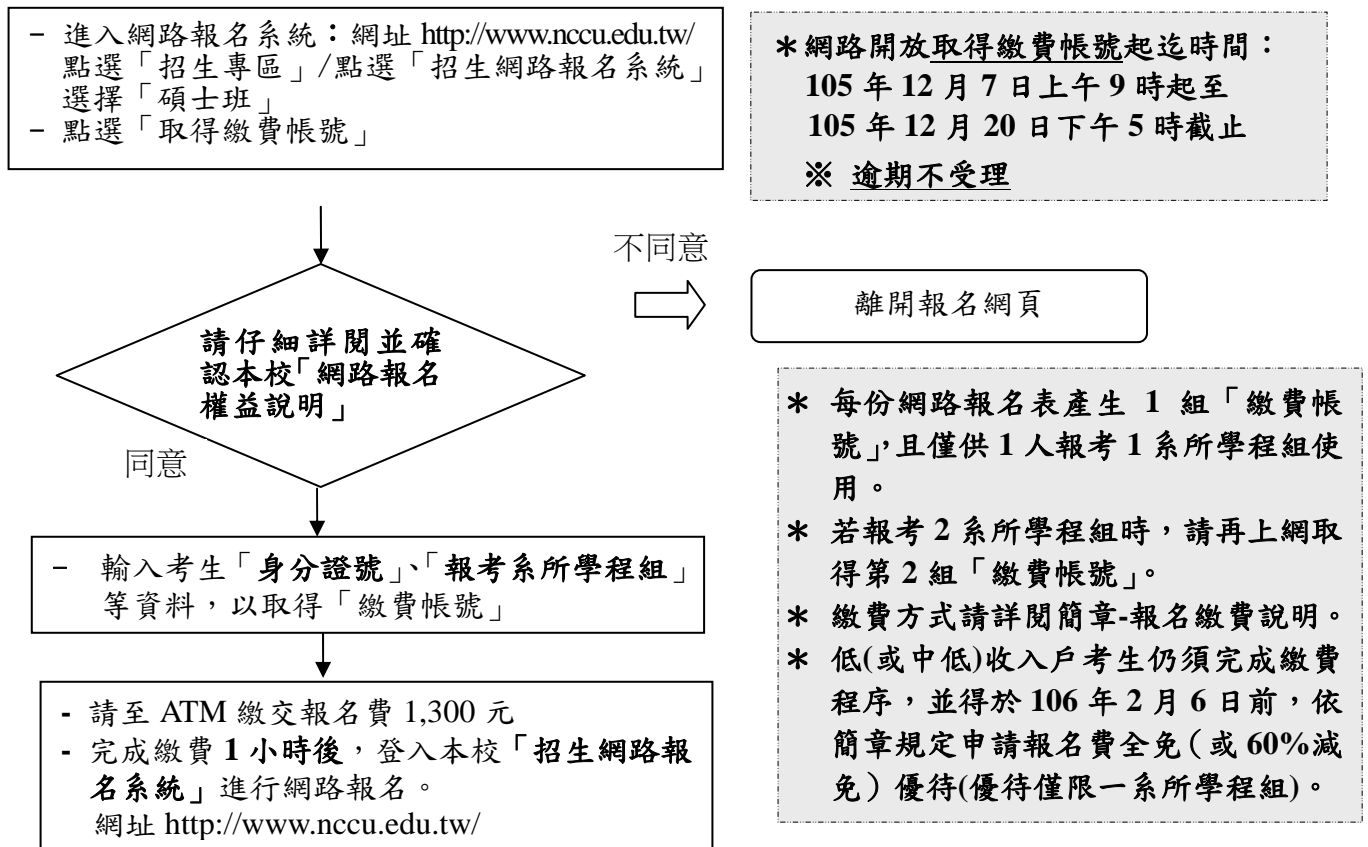 – 進入網路報名系統：網址 http://www.nccu.edu.tw/
點選「招生專區」/點選「招生網路報名系統」
選擇「碩士班」
– 點選「取得繳費帳號」
＊網路開放取得繳費帳號起迄時間：
105 年 12 月 7 日上午 9 時起至
105 年 12 月 20 日下午 5 時截止
※ 逾期不受理
不同意
離開報名網頁
請仔細詳閱並確
認本校「網路報名
權益說明」
同意
– 輸入考生「身分證號」、「報考系所學程組」
等資料，以取得「繳費帳號」
- 請至 ATM 繳交報名費 1,300 元
- 完成繳費 1 小時後，登入本校「招生網路報
名系統」進行網路報名。
網址 http://www.nccu.edu.tw/
＊ 每份網路報名表產生 1 組「繳費帳
號」，且僅供 1 人報考 1 系所學程組使
用。
＊ 若報考 2 系所學程組時，請再上網取
得第 2 組「繳費帳號」。
＊ 繳費方式請詳閱簡章-報名繳費說明。
＊ 低(或中低)收入戶考生仍須完成繳費
程序，並得於 106 年 2 月 6 日前，依
簡章規定申請報名費全免（或 60%減
免）優待(優待僅限一系所學程組)。